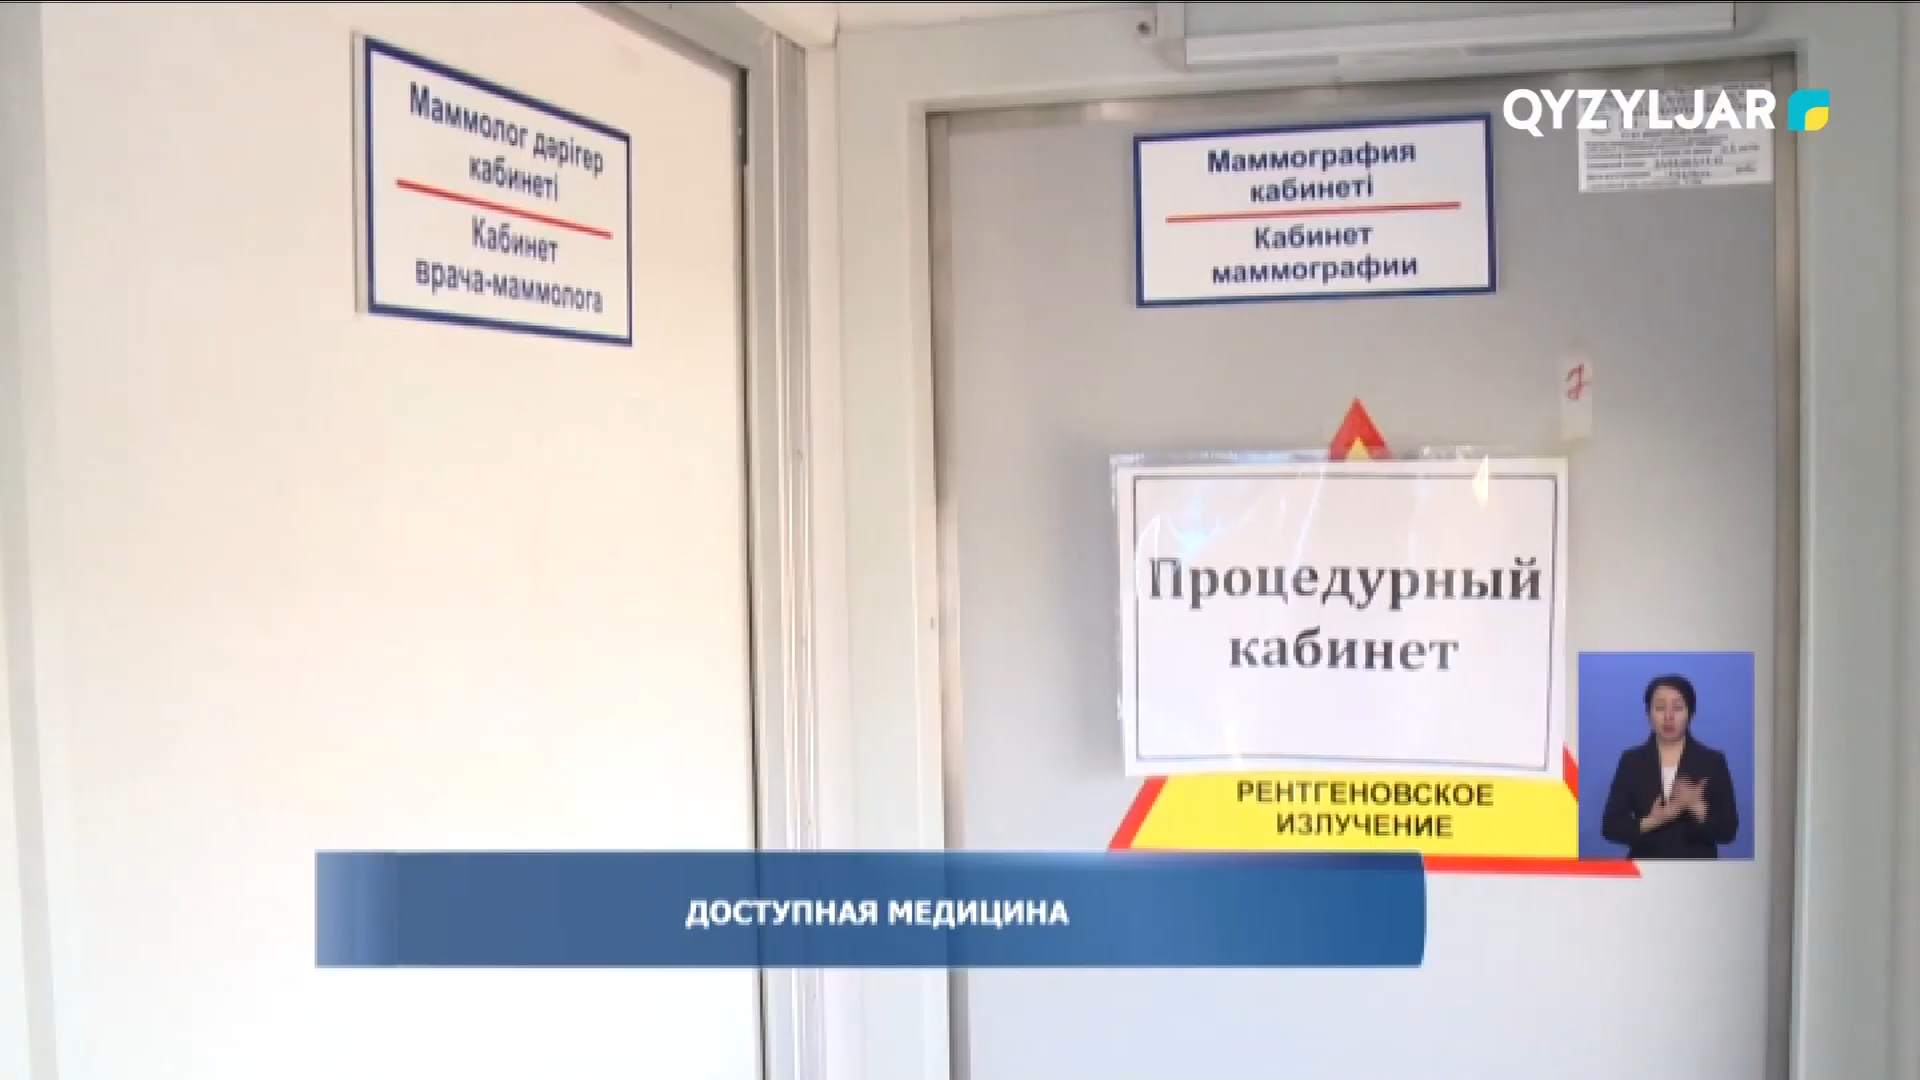 Маммолог дәрігер
кабинеті
Кабинет
врача-маммолога
QYZYLJAR
Маммография
кабинеті
Кабинет
маммографии
Процедурный
кабинет
РЕНТГЕНОВСКОЕ
ИЗЛУЧЕНИЕ
ДОСТУПНАЯ МЕДИЦИНА